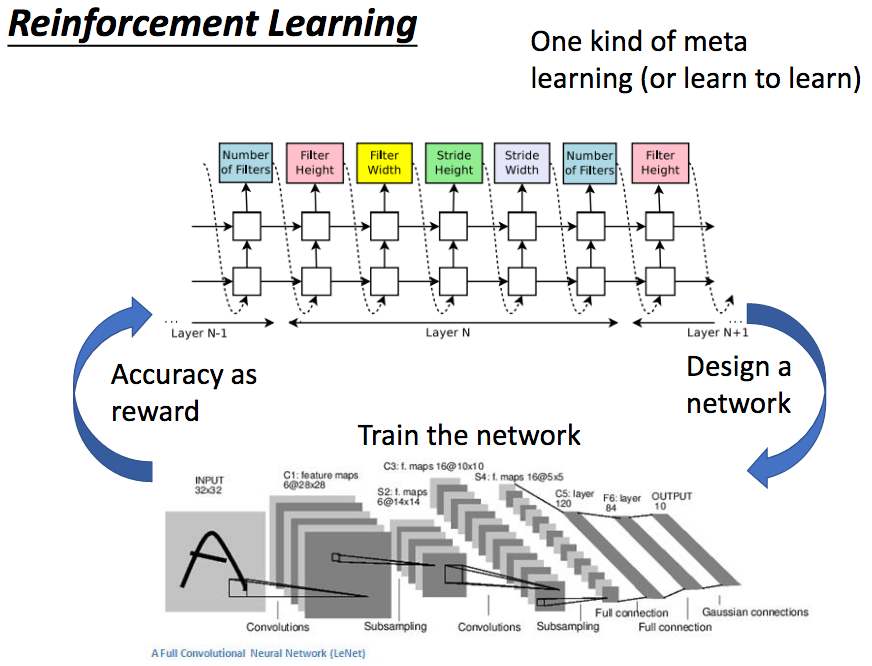 Reinforcement Learning
One kind of meta
learning (or learn to learn)
Number
of Filters
Filter
Height
Filter
Width
Stride
Height
Stride
Width
Number
of Filters
Filter
Height
...
Layer N-1
Layer N
...
Layer N+1
Accuracy as
reward
Design a
network
Train the network
INPUT
32x32
C1: feature maps
6@28x28
S2: f. maps
6@14x14
C3: f. maps 16@10x10
S4: f. maps 16@5x5
C5: layer
120
F6: layer
84
OUTPUT
10
Convolutions
Subsampling
Convolutions
Subsampling
Full connection
Full connection
Gaussian connections
A Full Convolutional Neural Network (LeNet)